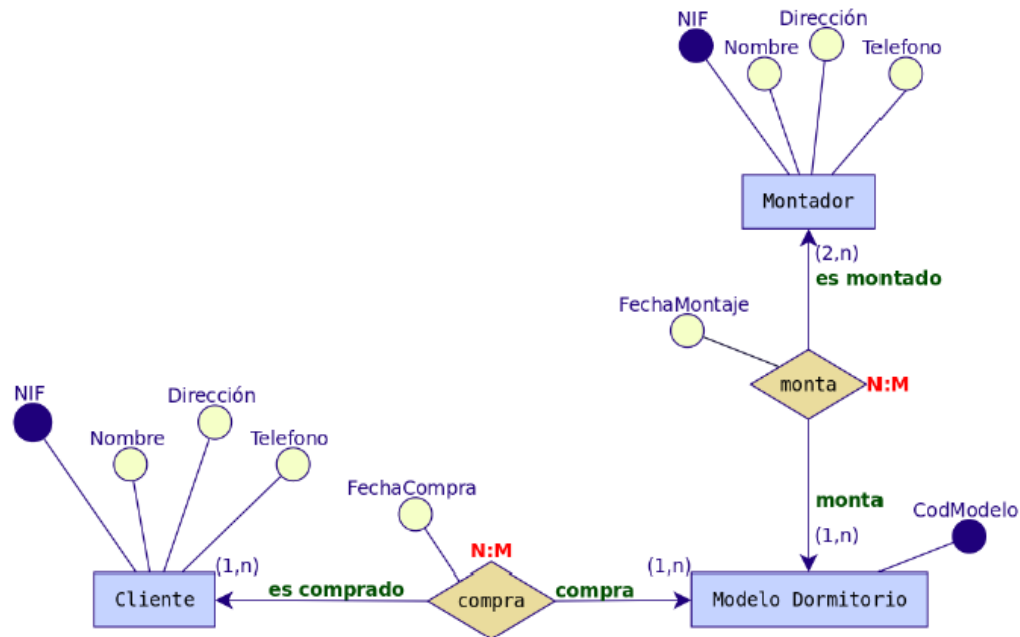 NIF
Dirección
Nombre
Telefono
Montador
(2,n)
es montado
FechaMontaje
monta
N:M
monta
(1,n)
CodModelo
NIF
Dirección
Nombre
Telefono
FechaCompra
N:M
(1,n)
es comprado
compra
compra
(1,n)
Cliente
Modelo Dormitorio